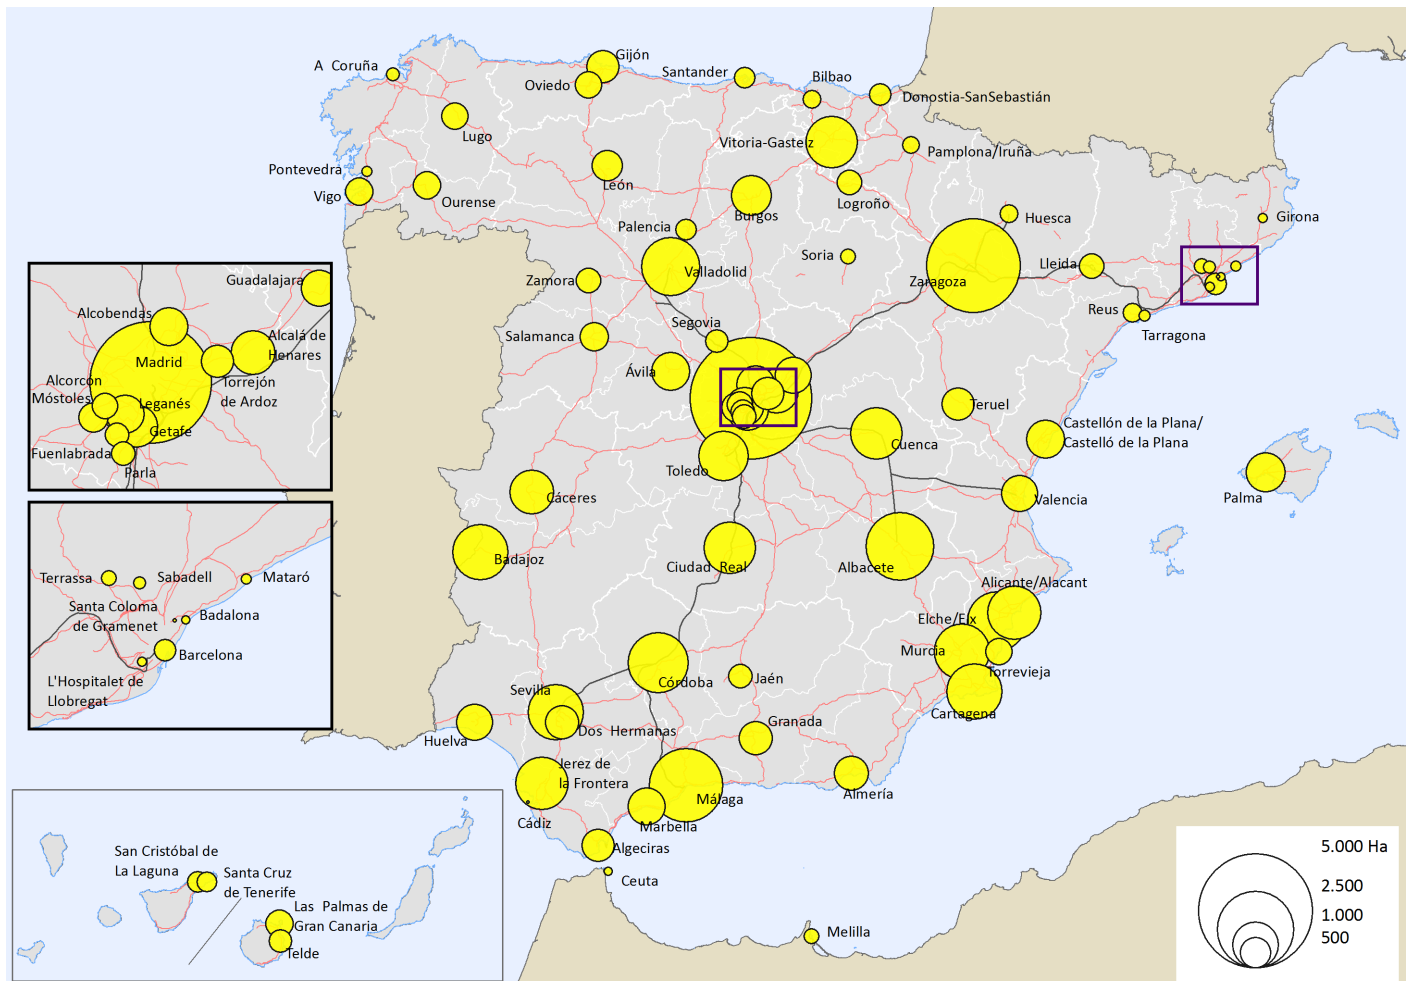 Gijón
A Coruña
Santander
Bilbao
Oviedo
Donostia-SanSebastián
Lugo
Vitoria-Gasteiz
Pamplona/Iruña
Pontevedra
León
Vigo
Ourense
Logroño
Burgos
Huesca
Girona
Palencia
Soria
Lleida
Valladolid
Zamora
Zaragoza
Reus
Tarragona
Segovia
Salamanca
Ávila
Teruel
Castellón de la Plana/
Castelló de la Plana
Cuenca
Toledo
Cáceres
Valencia
Palma
Badajoz
Ciudad Real
Albacete
Alicante/Alacant
Elche/Elx
Murcia
Torrevieja
Córdoba
Jaén
Sevilla
Cartagena
Granada
Dos Hermanas
Huelva
Jerez de
la Frontera
Málaga
Almería
Cádiz
Marbella
Algeciras
Ceuta
Melilla
Guadalajara
Alcobendas
Madrid
Alcalá de
Henares
Torrejón
de Ardoz
Alcorcón
Móstoles
Leganés
Getafe
Fuenlabrada
Parla
Terrassa
Sabadell
Mataró
Santa Coloma
de Gramenet
Badalona
Barcelona
L'Hospitalet de
Llobregat
San Cristóbal de
La Laguna
Santa Cruz
de Tenerife
Las Palmas de
Gran Canaria
Telde
5.000 Ha
2.500
1.000
500